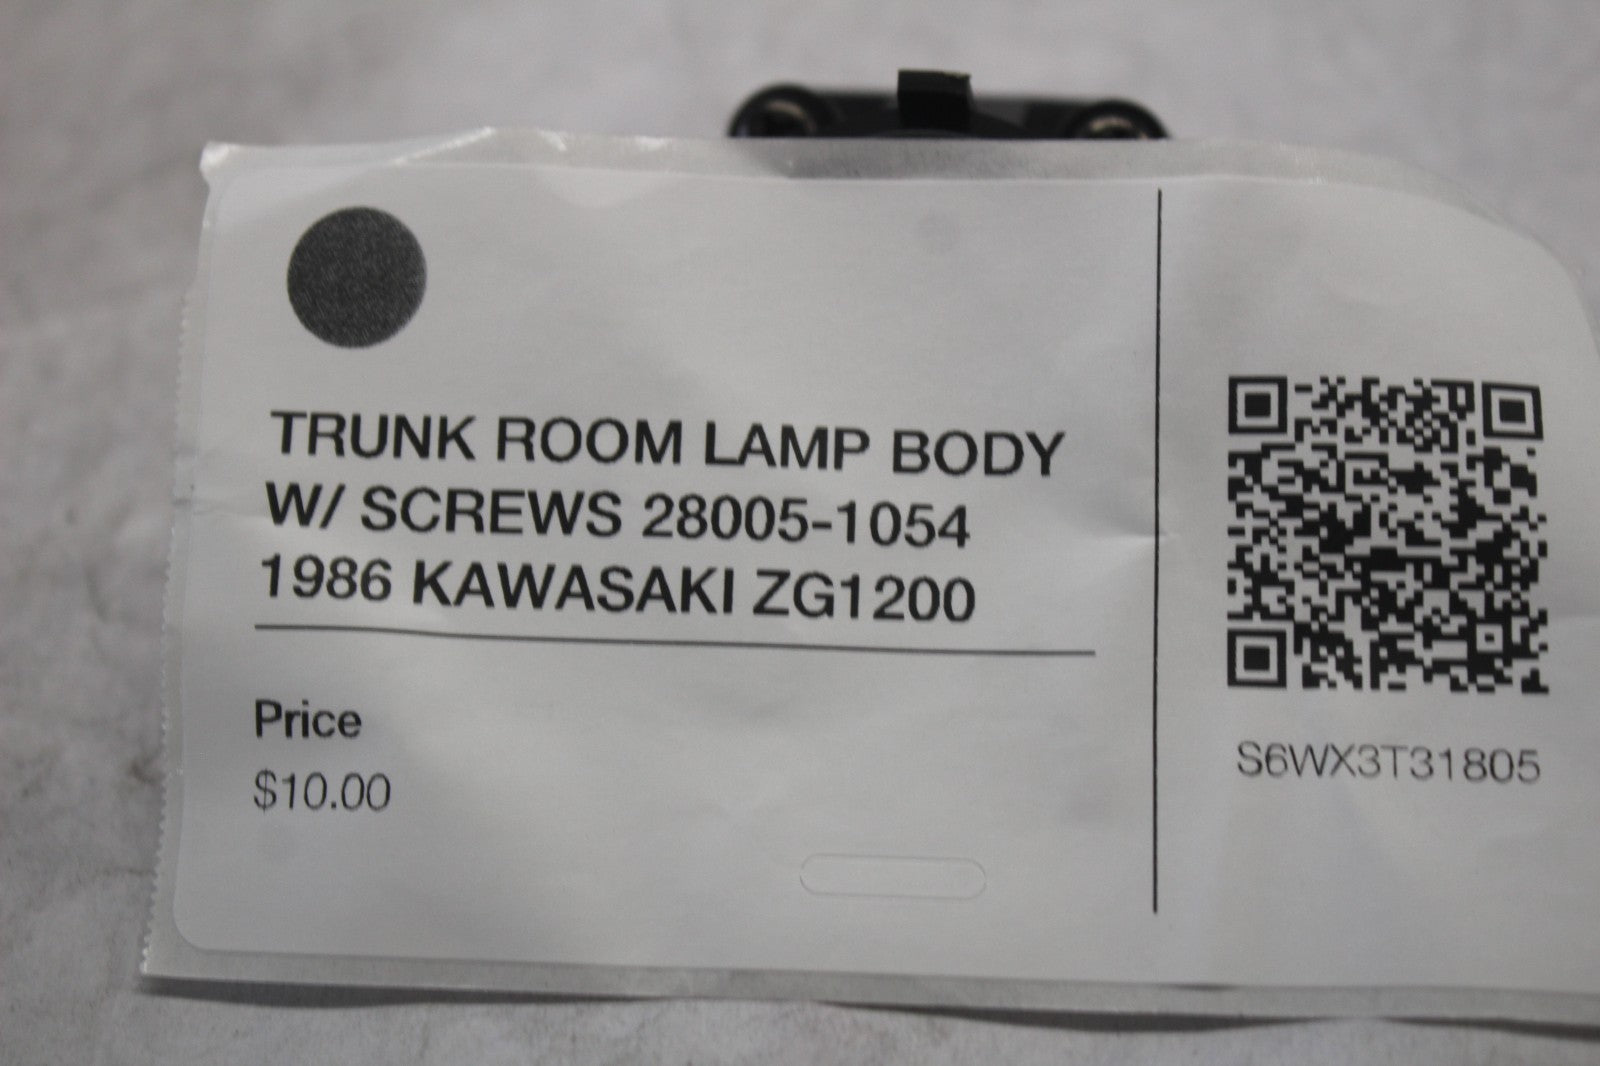 TRUNK ROOM LAMP BODY
W/ SCREWS 28005-1054
1986 KAWASAKI ZG1200
Price
$10.00
S6WX3T31805